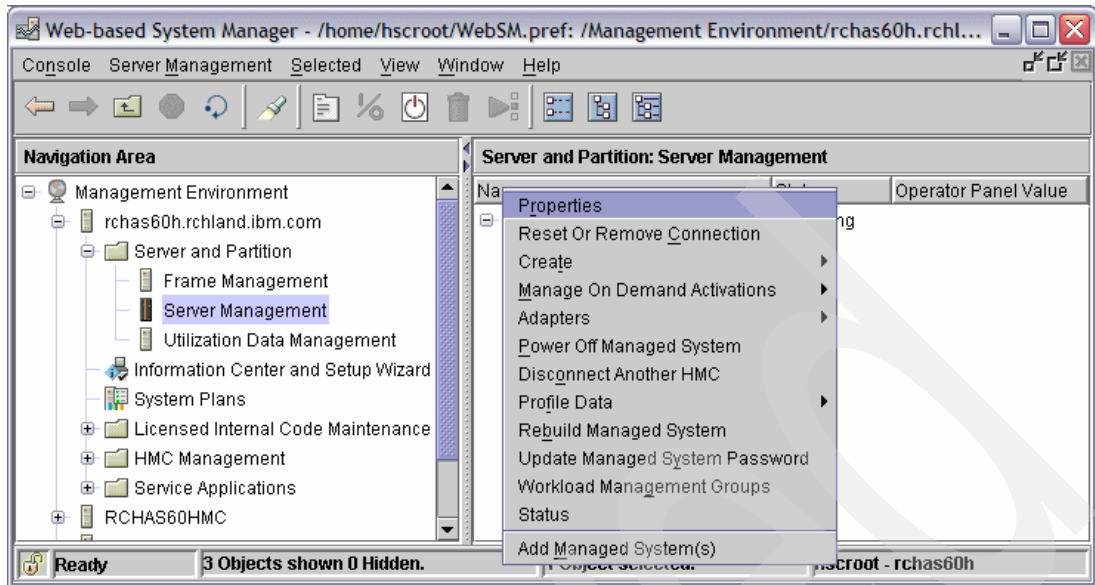 Web-based System Manager - /home/hscroot/WebSM.pref: /Management Environment/rchas60h.rchl...
Console Server Management Selected View Window Help
Navigation Area
Management Environment
rchas60h.rchland.ibm.com
Server and Partition
Frame Management
Server Management
Utilization Data Management
Information Center and Setup Wizard
System Plans
Licensed Internal Code Maintenance
HMC Management
Service Applications
RCHAS60HMC
Server and Partition: Server Management
Operator Panel Value
Properties
Reset Or Remove Connection
Create
Manage On Demand Activations
Adapters
Power Off Managed System
Disconnect Another HMC
Profile Data
Rebuild Managed System
Update Managed System Password
Workload Management Groups
Status
Add Managed System(s)
Ready 3 Objects shown 0 Hidden. 1 Object selected. hscroot - rchas60h